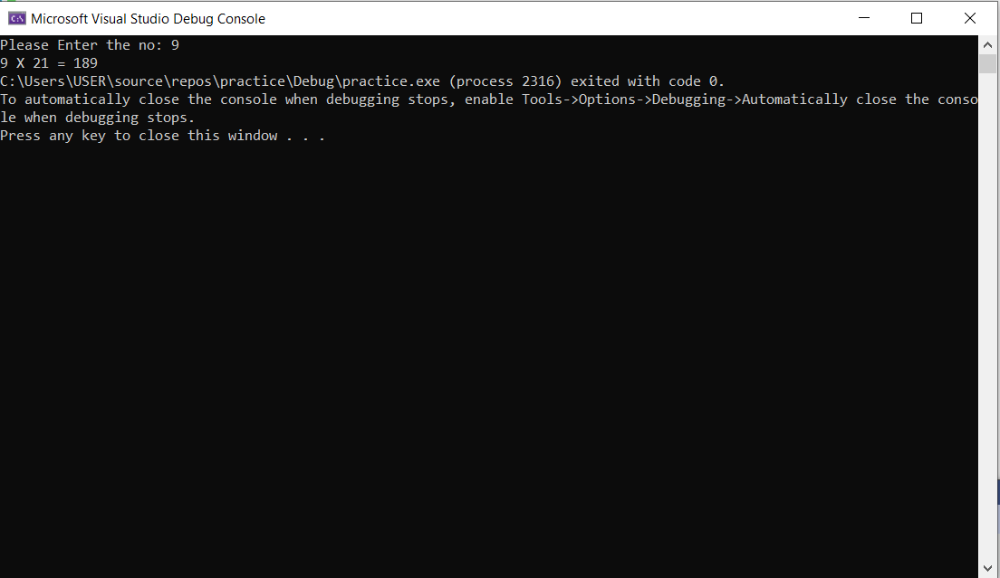 Microsoft Visual Studio Debug Console
Please Enter the no: 9
9 X 21 = 189
C:\Users\USER\source\repos\practice\Debug\practice.exe (process 2316) exited with code 0.
To automatically close the console when debugging stops, enable Tools->Options->Debugging->Automatically close the conso
le when debugging stops.
Press any key to close this window . . .